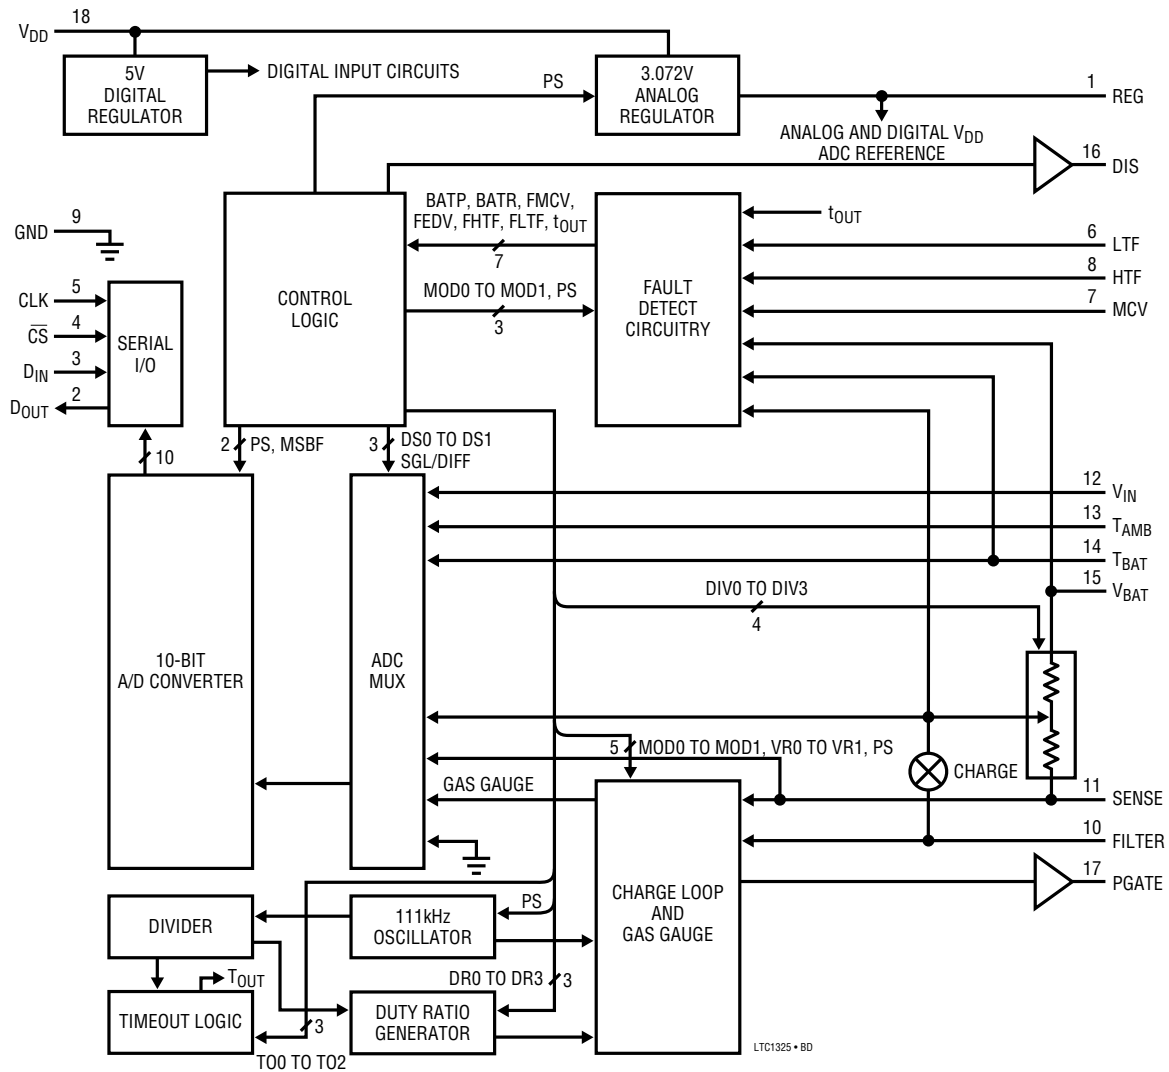 18
VDD
5V
DIGITAL
REGULATOR
DIGITAL INPUT CIRCUITS
PS
3.072V
ANALOG
REGULATOR
1
REG
ANALOG AND DIGITAL VDD
ADC REFERENCE
16
DIS
9
GND
CONTROL
LOGIC
BATP, BATR, FMCV,
FEDV, FHTF, FLTF, tOUT
7
MOD0 TO MOD1, PS
3
FAULT
DETECT
CIRCUITRY
tOUT
6
LTF
8
HTF
7
MCV
5
CLK
4
C̅S̅
3
DIN
2
DOUT
SERIAL
I/O
10
2
PS, MSBF
3
DS0 TO DS1
SGL/DIFF
12
VIN
13
TAMB
14
TBAT
15
VBAT
DIV0 TO DIV3
4
10-BIT
A/D CONVERTER
ADC
MUX
5
MOD0 TO MOD1, VR0 TO VR1, PS
CHARGE
GAS GAUGE
11
SENSE
10
FILTER
17
PGATE
CHARGE LOOP
AND
GAS GAUGE
PS
DIVIDER
111kHz
OSCILLATOR
DR0 TO DR3
3
TOUT
TIMEOUT LOGIC
3
DUTY RATIO
GENERATOR
TO0 TO TO2
LTC1325 • BD